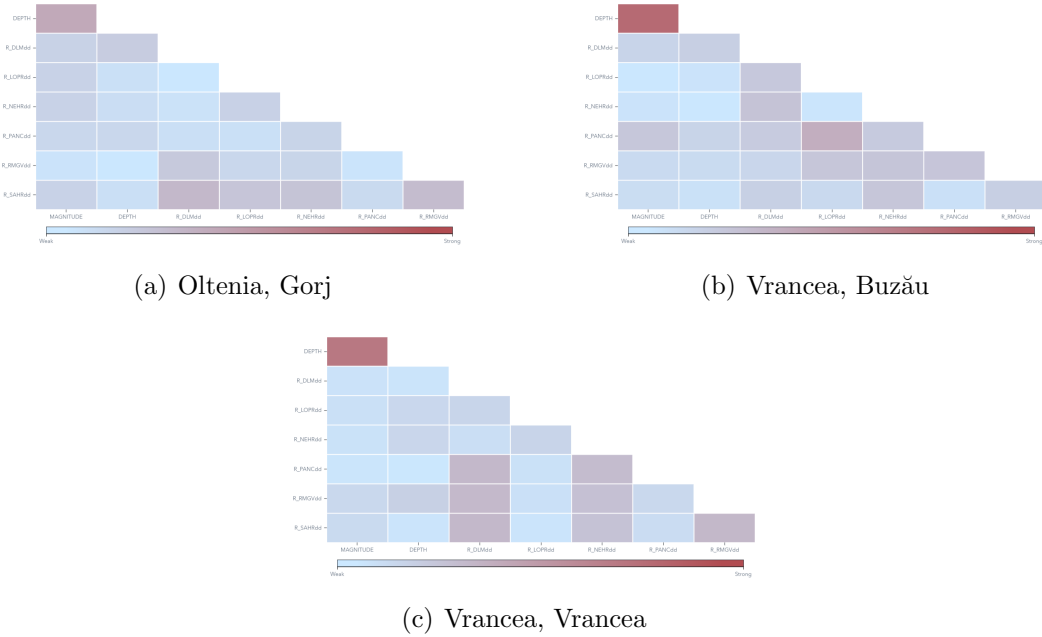 DEPTH
R_DLMdd
R_LOPRdd
R_NEHRdd
R_PANCdd
R_RMGVdd
R_SAHRdd
MAGNITUDE DEPTH R_DLMdd R_LOPRdd R_NEHRdd R_PANCdd R_RMGVdd
Weak Strong
(a) Oltenia, Gorj
DEPTH
R_DLMdd
R_LOPRdd
R_NEHRdd
R_PANCdd
R_RMGVdd
R_SAHRdd
MAGNITUDE DEPTH R_DLMdd R_LOPRdd R_NEHRdd R_PANCdd R_RMGVdd
Weak Strong
(b) Vrancea, Buzău
DEPTH
R_DLMdd
R_LOPRdd
R_NEHRdd
R_PANCdd
R_RMGVdd
R_SAHRdd
MAGNITUDE DEPTH R_DLMdd R_LOPRdd R_NEHRdd R_PANCdd R_RMGVdd
Weak Strong
(c) Vrancea, Vrancea